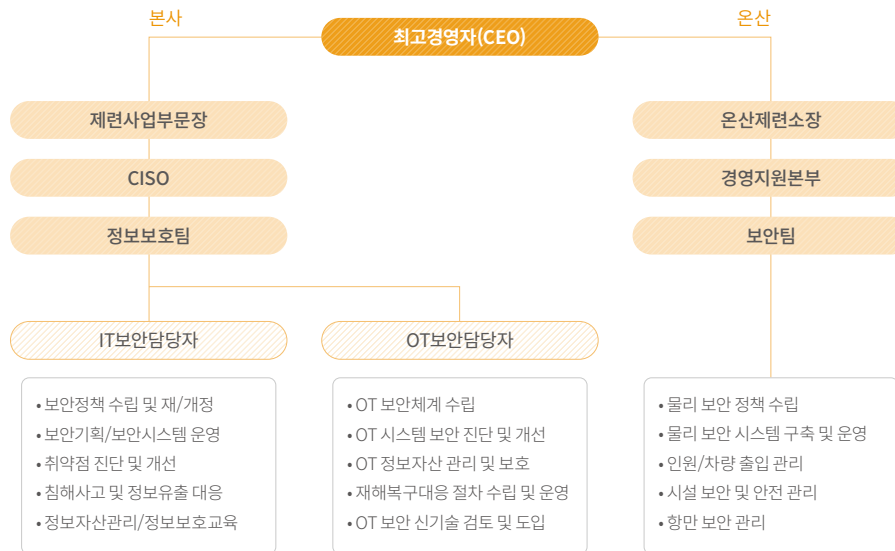 본사
최고경영자(CEO)
온산
제련사업부문장
온산제련소장
CISO
경영지원본부
정보보호팀
보안팀
IT보안담당자
OT보안담당자
• 보안정책 수립 및 재/개정
• 보안기획/보안시스템 운영
• 취약점 진단 및 개선
• 침해사고 및 정보유출 대응
• 정보자산관리/정보보호교육
• OT 보안체계 수립
• OT 시스템 보안 진단 및 개선
• OT 정보자산 관리 및 보호
• 재해복구대응 절차 수립 및 운영
• OT 보안 신기술 검토 및 도입
• 물리 보안 정책 수립
• 물리 보안 시스템 구축 및 운영
• 인원/차량 출입 관리
• 시설 보안 및 안전 관리
• 항만 보안 관리